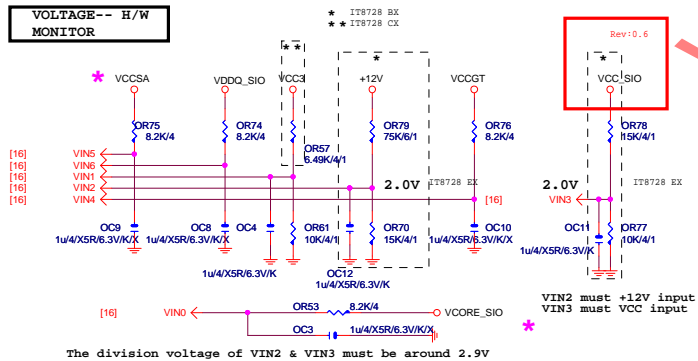 VOLTAGE-- H/W
MONITOR
* IT8728 BX
** IT8728 CX
Rev:0.6
* VCCSA
VDDQ_SIO
**
VCC3
*
+12V
VCCGT
*
VCC_SIO
OR75
8.2K/4
OR74
8.2K/4
OR57
6.49K/4/1
OR79
75K/6/1
OR76
8.2K/4
OR78
15K/4/1
[16] VIN5
[16] VIN6
[16] VIN1
[16] VIN2
[16] VIN4
2.0V
IT8728 EX
[16]
2.0V
IT8728 EX
VIN3
OC9
1u/4/X5R/6.3V/K/X
OC8
1u/4/X5R/6.3V/K/X
OC4
1u/4/X5R/6.3V/K
OR61
10K/4/1
OC12
1u/4/X5R/6.3V/K
OR70
15K/4/1
OC10
1u/4/X5R/6.3V/K/X
OC11
1u/4/X5R/6.3V/K
OR77
10K/4/1
VIN2 must +12V input
VIN3 must VCC input
*
[16] VIN0
OR53 8.2K/4
VCORE_SIO
OC3 1u/4/X5R/6.3V/K/X
The division voltage of VIN2 & VIN3 must be around 2.9V